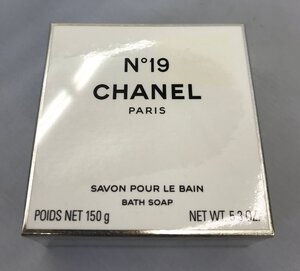 N°19
CHANEL
PARIS
SAVON POUR LE BAIN
BATH SOAP
POIDS NET 150 g NET WT. 5.3 OZ.